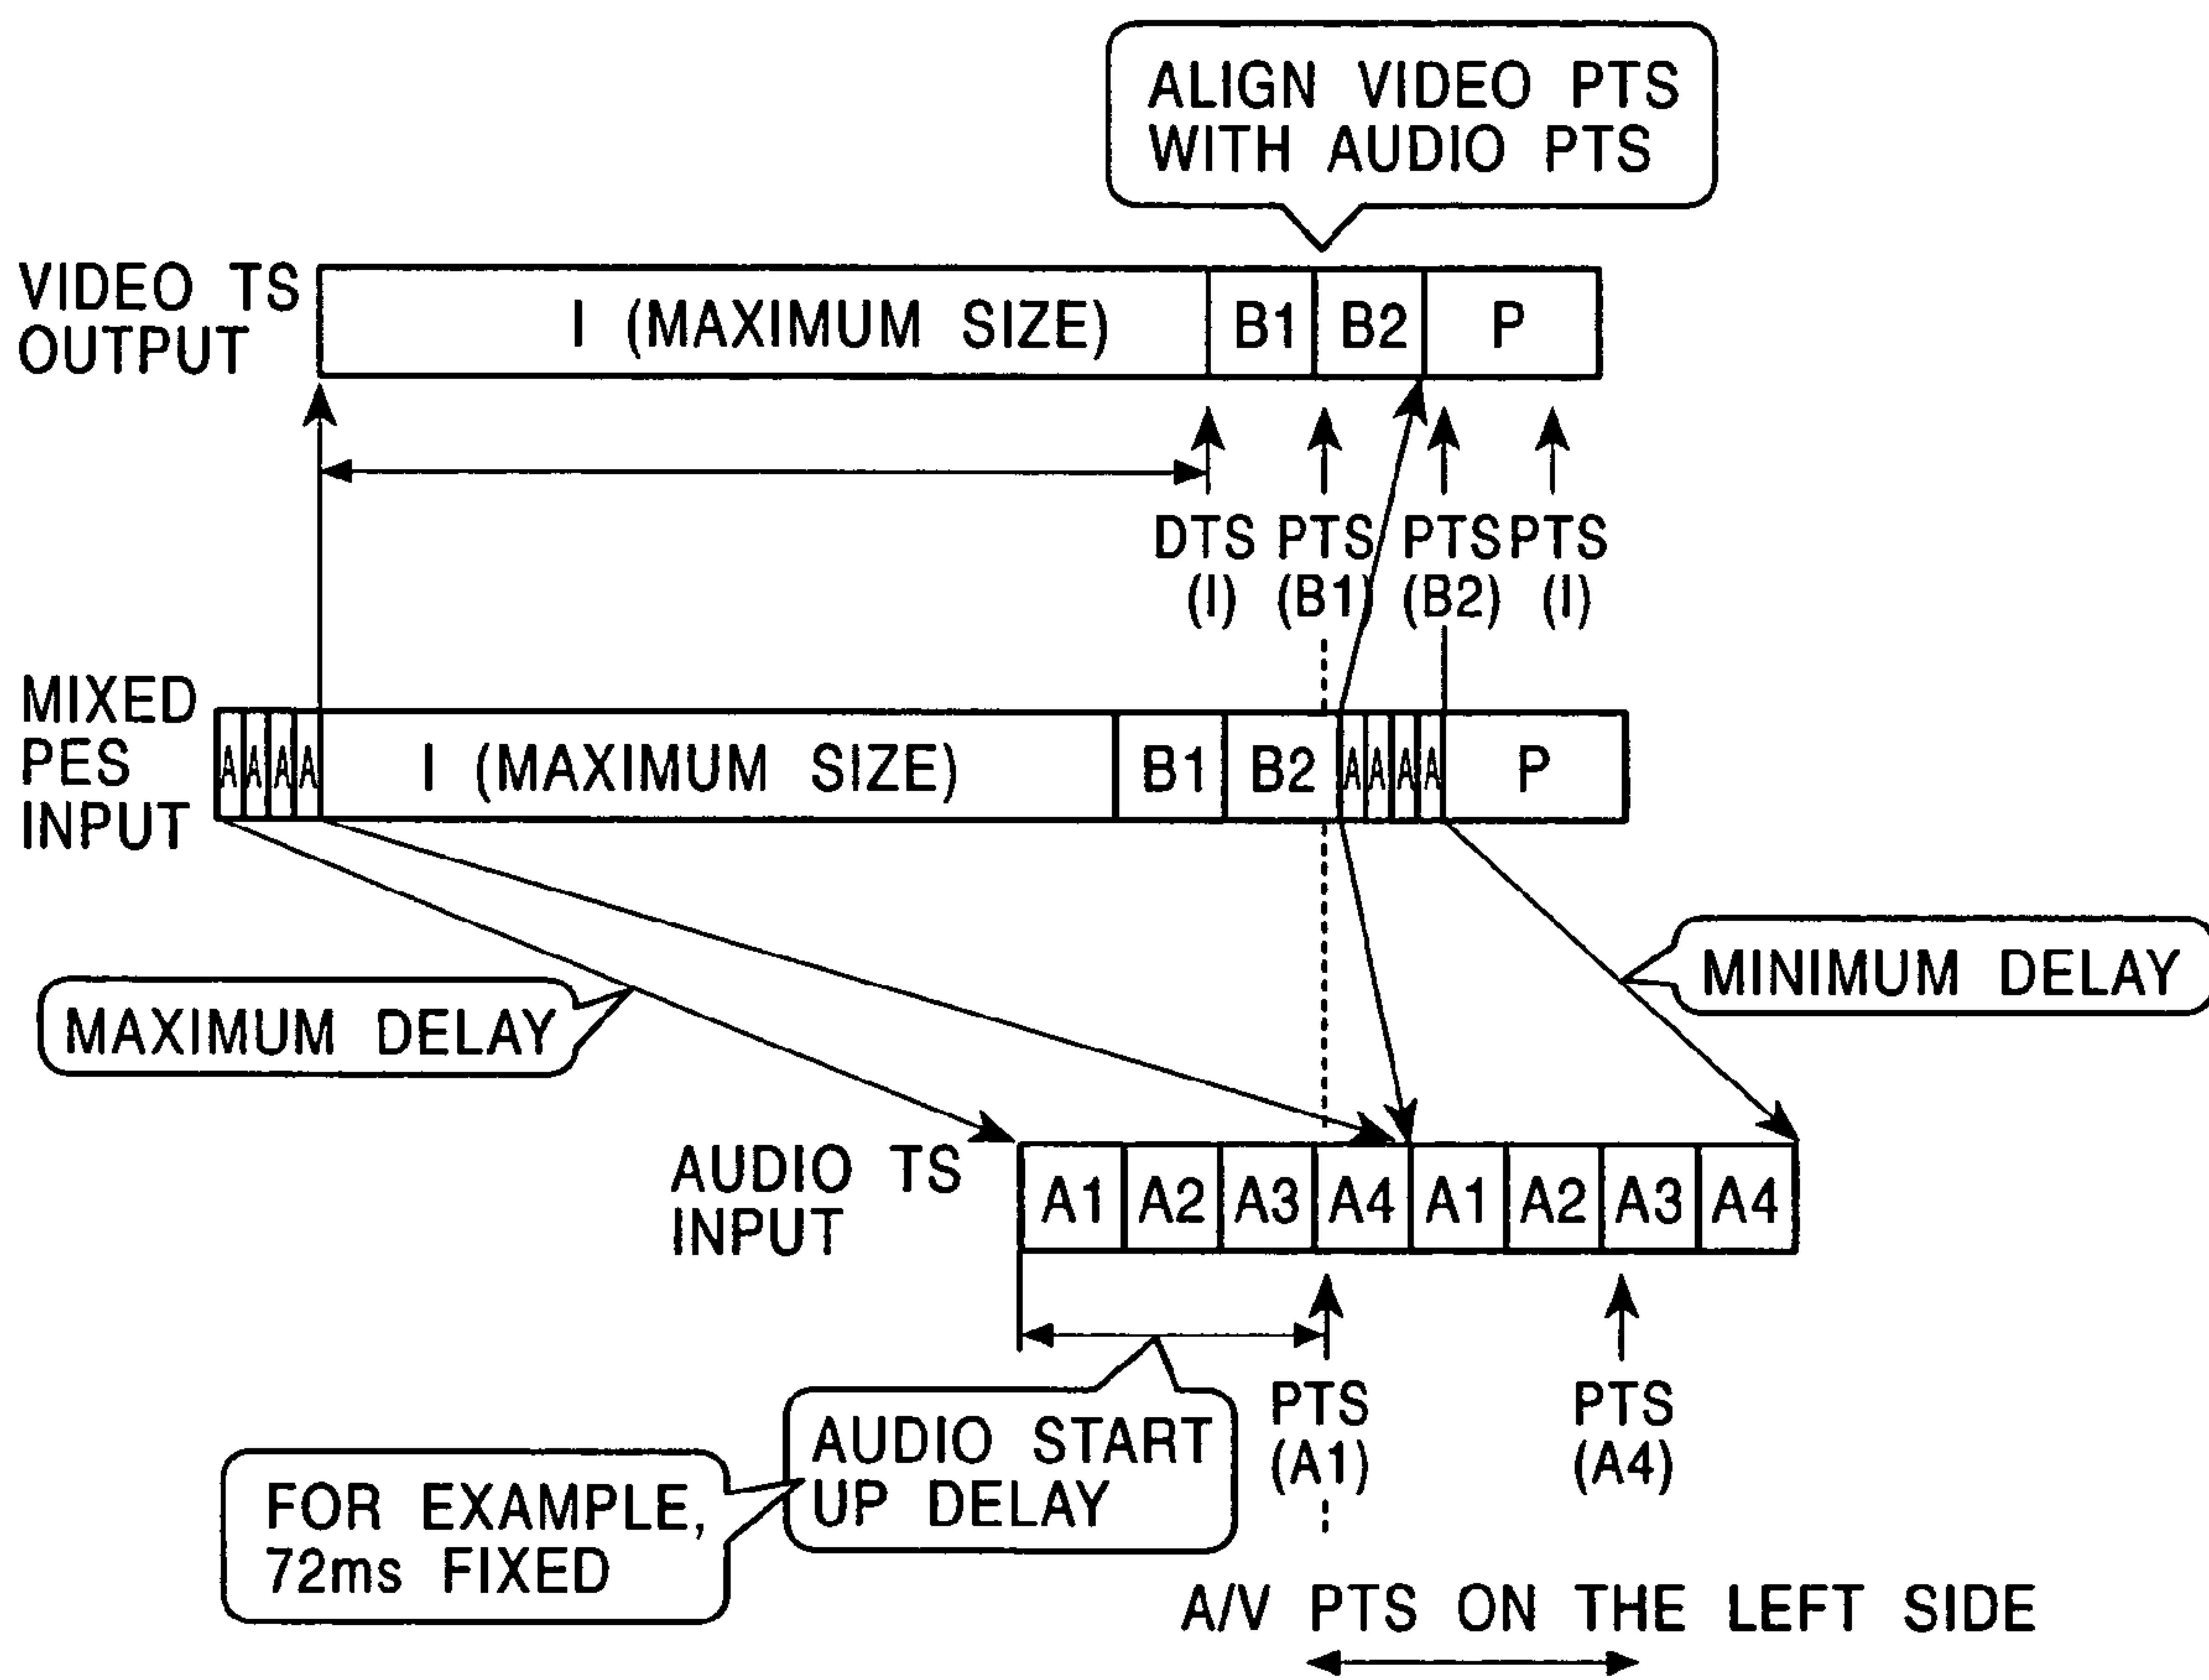 ALIGN VIDEO PTS
WITH AUDIO PTS
VIDEO TS
OUTPUT
I (MAXIMUM SIZE)
B1
B2
P
DTS
(I)
PTS
(B1)
PTS
(B2)
PTS
(I)
MIXED
PES
INPUT
A
A
A
A
I (MAXIMUM SIZE)
B1
B2
A
A
A
A
P
MAXIMUM DELAY
MINIMUM DELAY
AUDIO TS
INPUT
A1
A2
A3
A4
A1
A2
A3
A4
PTS
(A1)
PTS
(A4)
AUDIO START
UP DELAY
FOR EXAMPLE,
72ms FIXED
A/V PTS ON THE LEFT SIDE